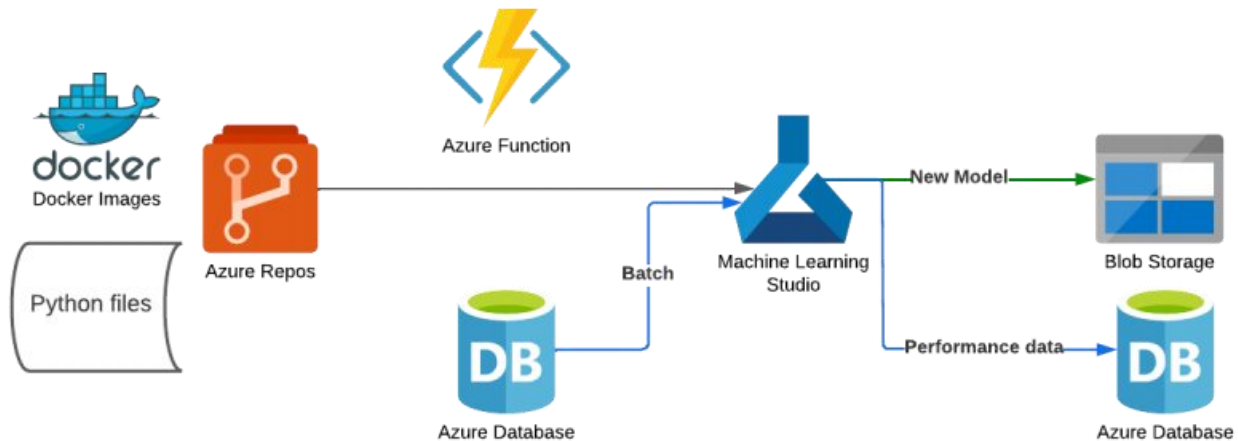 Azure Function
docker
Docker Images
Azure Repos
Python files
Batch
DB
Azure Database
Machine Learning
Studio
New Model
Blob Storage
Performance data
DB
Azure Database